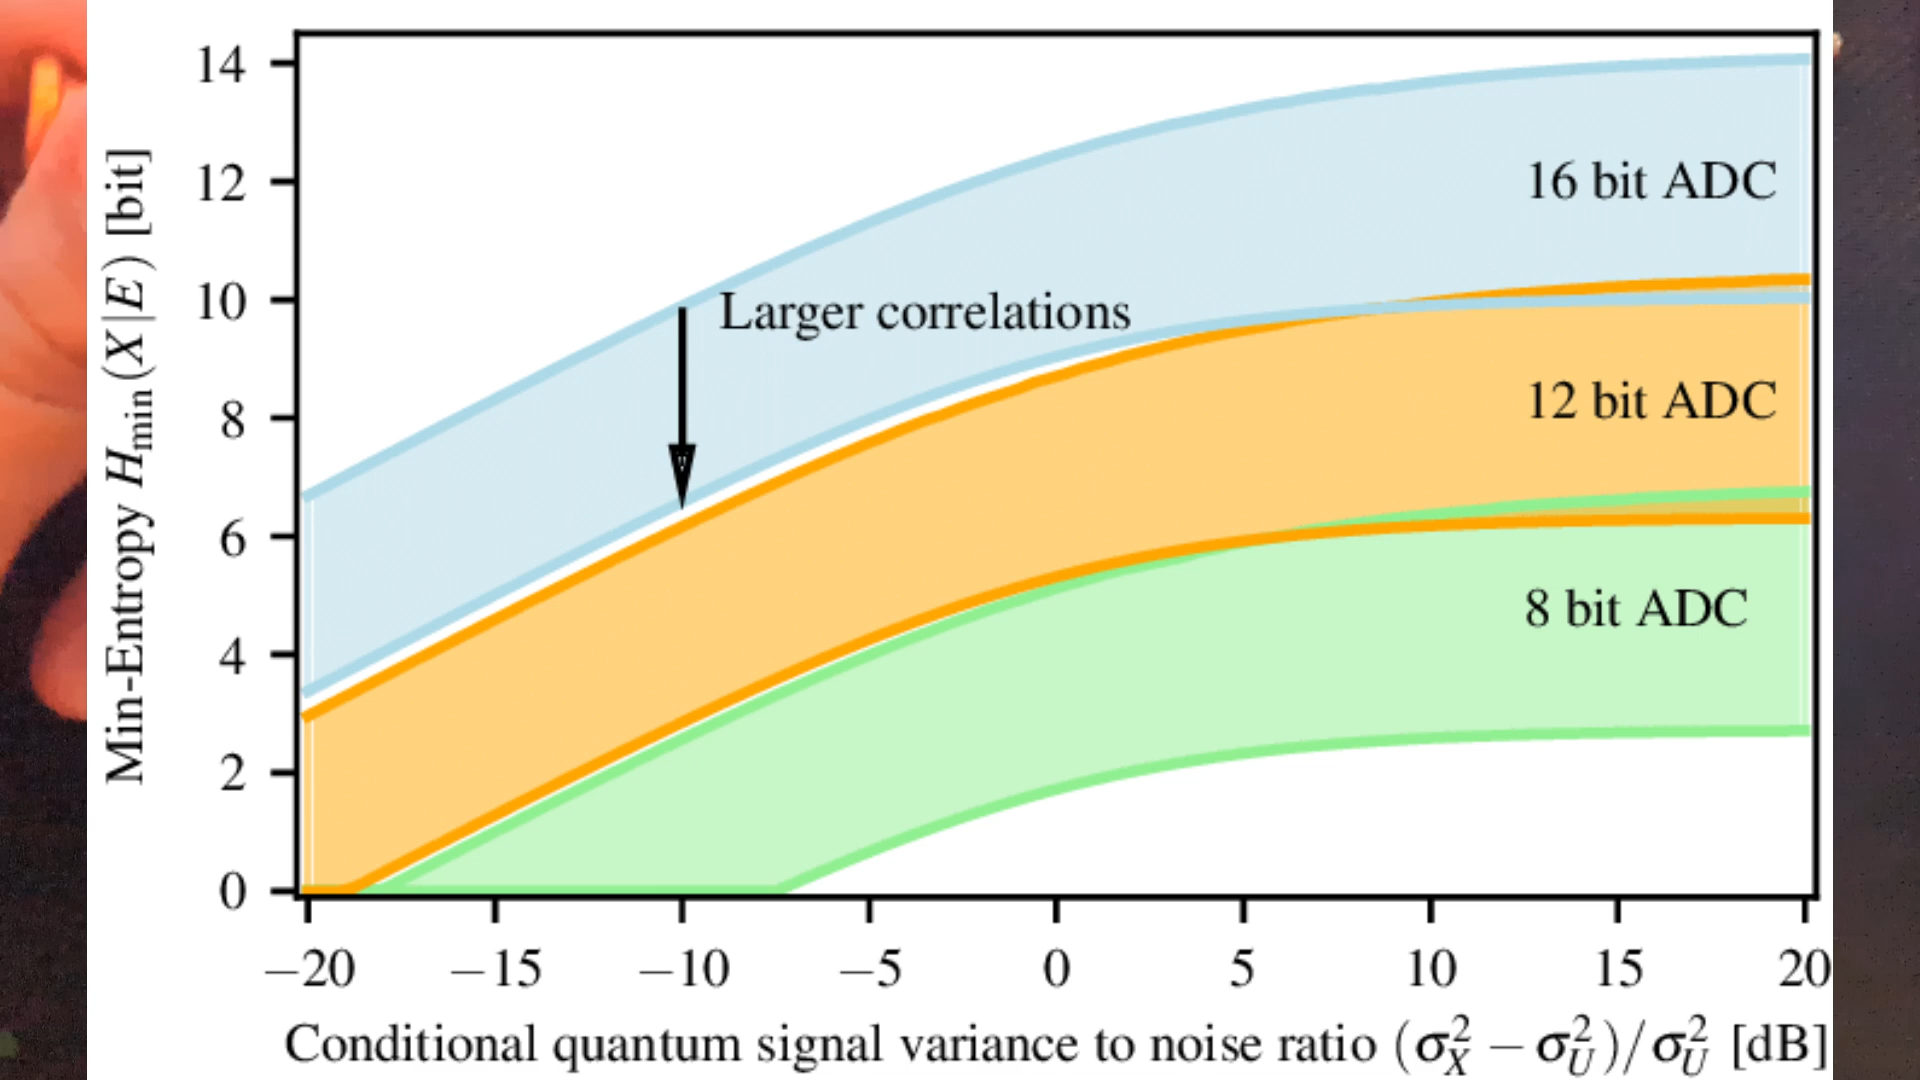 14
12
10
8
6
4
2
0
Min-Entropy H_min(X|E) [bit]
16 bit ADC
Larger correlations
12 bit ADC
8 bit ADC
−20 −15 −10 −5 0 5 10 15 20
Conditional quantum signal variance to noise ratio (σ_X^2 − σ_U^2)/σ_U^2 [dB]